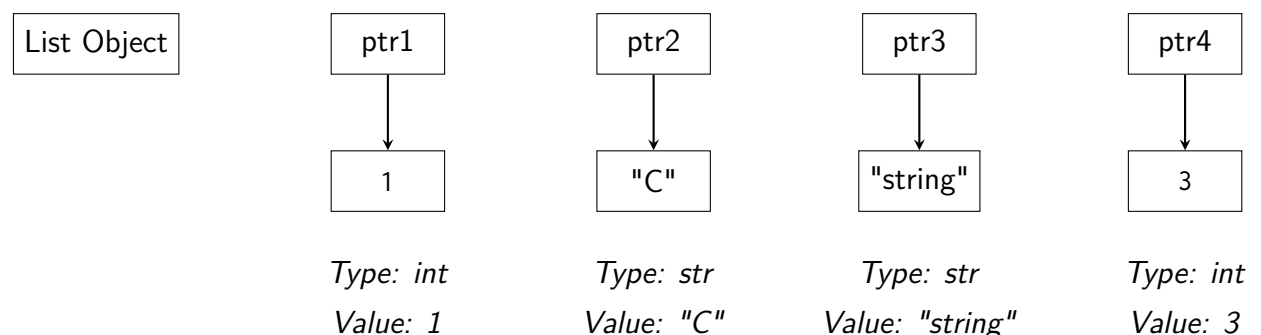 List Object ptr1 ptr2 ptr3 ptr4
1 "C" "string" 3
Type: int Type: str Type: str Type: int
Value: 1 Value: "C" Value: "string" Value: 3